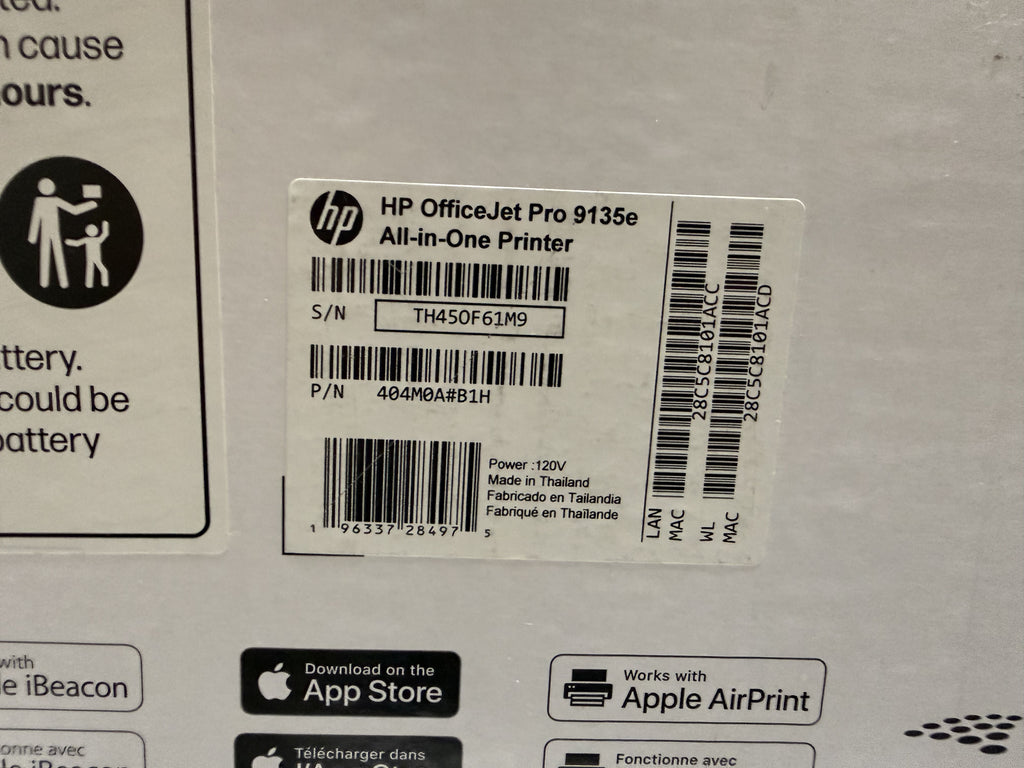 cause
ours.
ttery.
could be
battery
hp
HP OfficeJet Pro 9135e
All-in-One Printer
S/N TH450F61M9
P/N 404M0A#B1H
1 96337 28497 5
Power :120V
Made in Thailand
Fabricado en Tailandia
Fabriqué en Thaïlande
LAN
MAC
28C5C8101ACC
WL
MAC
28C5C8101ACD
with
iBeacon
Download on the
App Store
Works with
Apple AirPrint
avec
Télécharger dans
Fonctionne avec